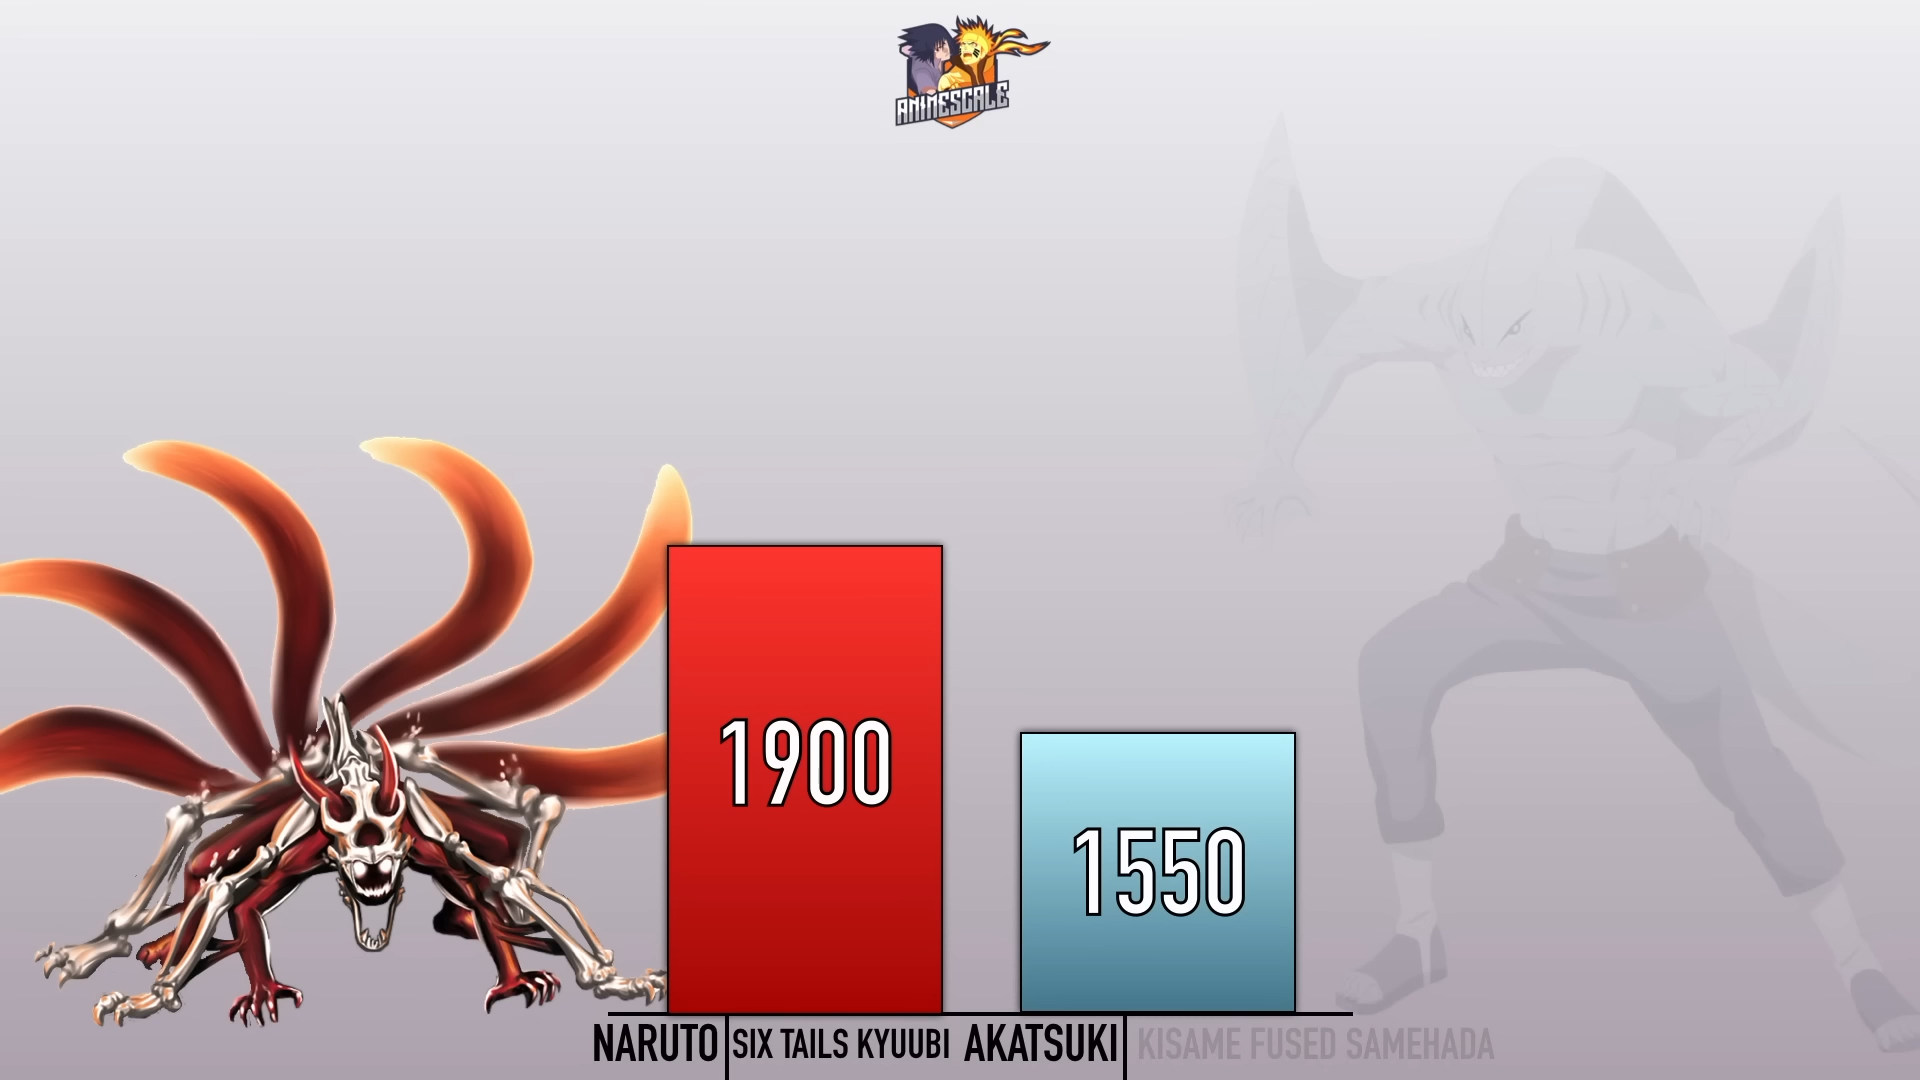 ANIMESCALE
1900
1550
NARUTO SIX TAILS KYUUBI AKATSUKI KISAME FUSED SAMEHADA